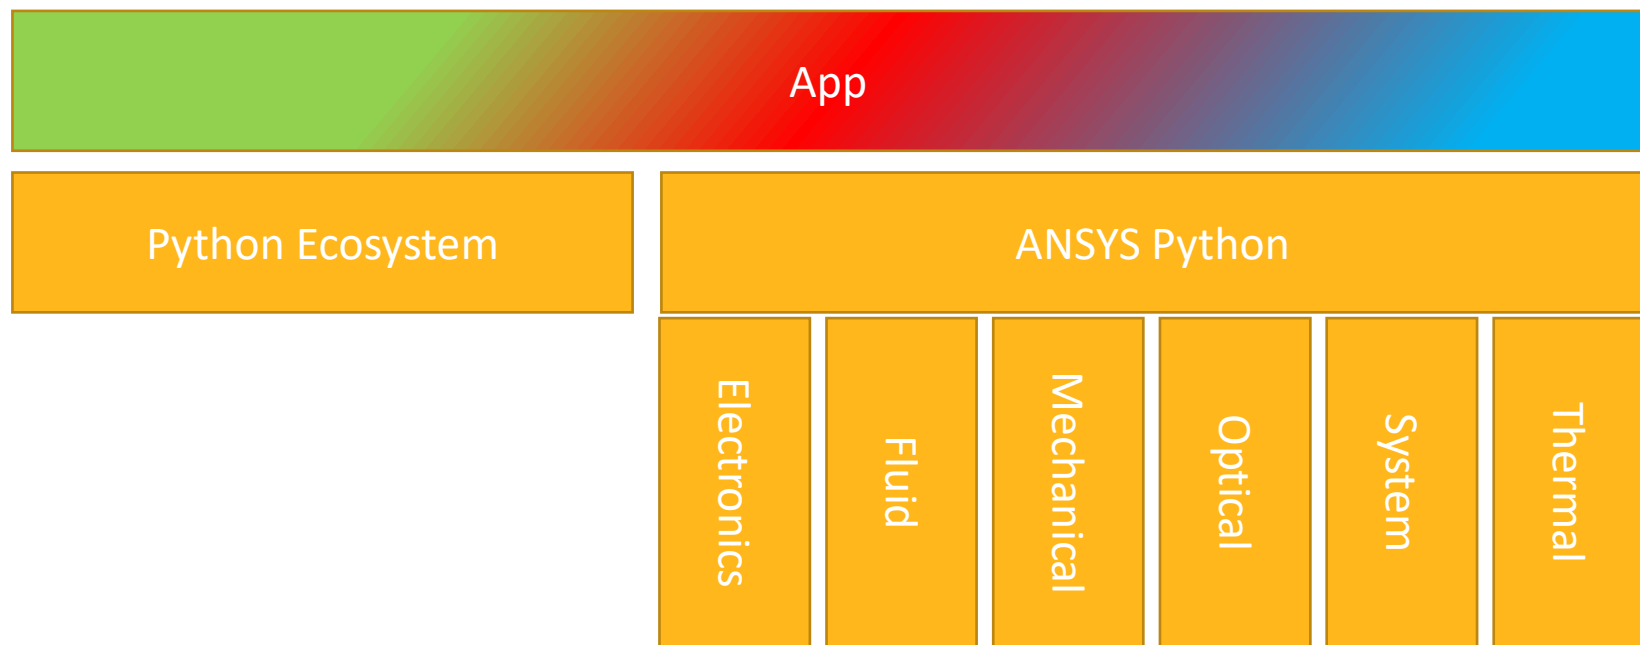 App
Python Ecosystem
ANSYS Python
Electronics
Fluid
Mechanical
Optical
System
Thermal